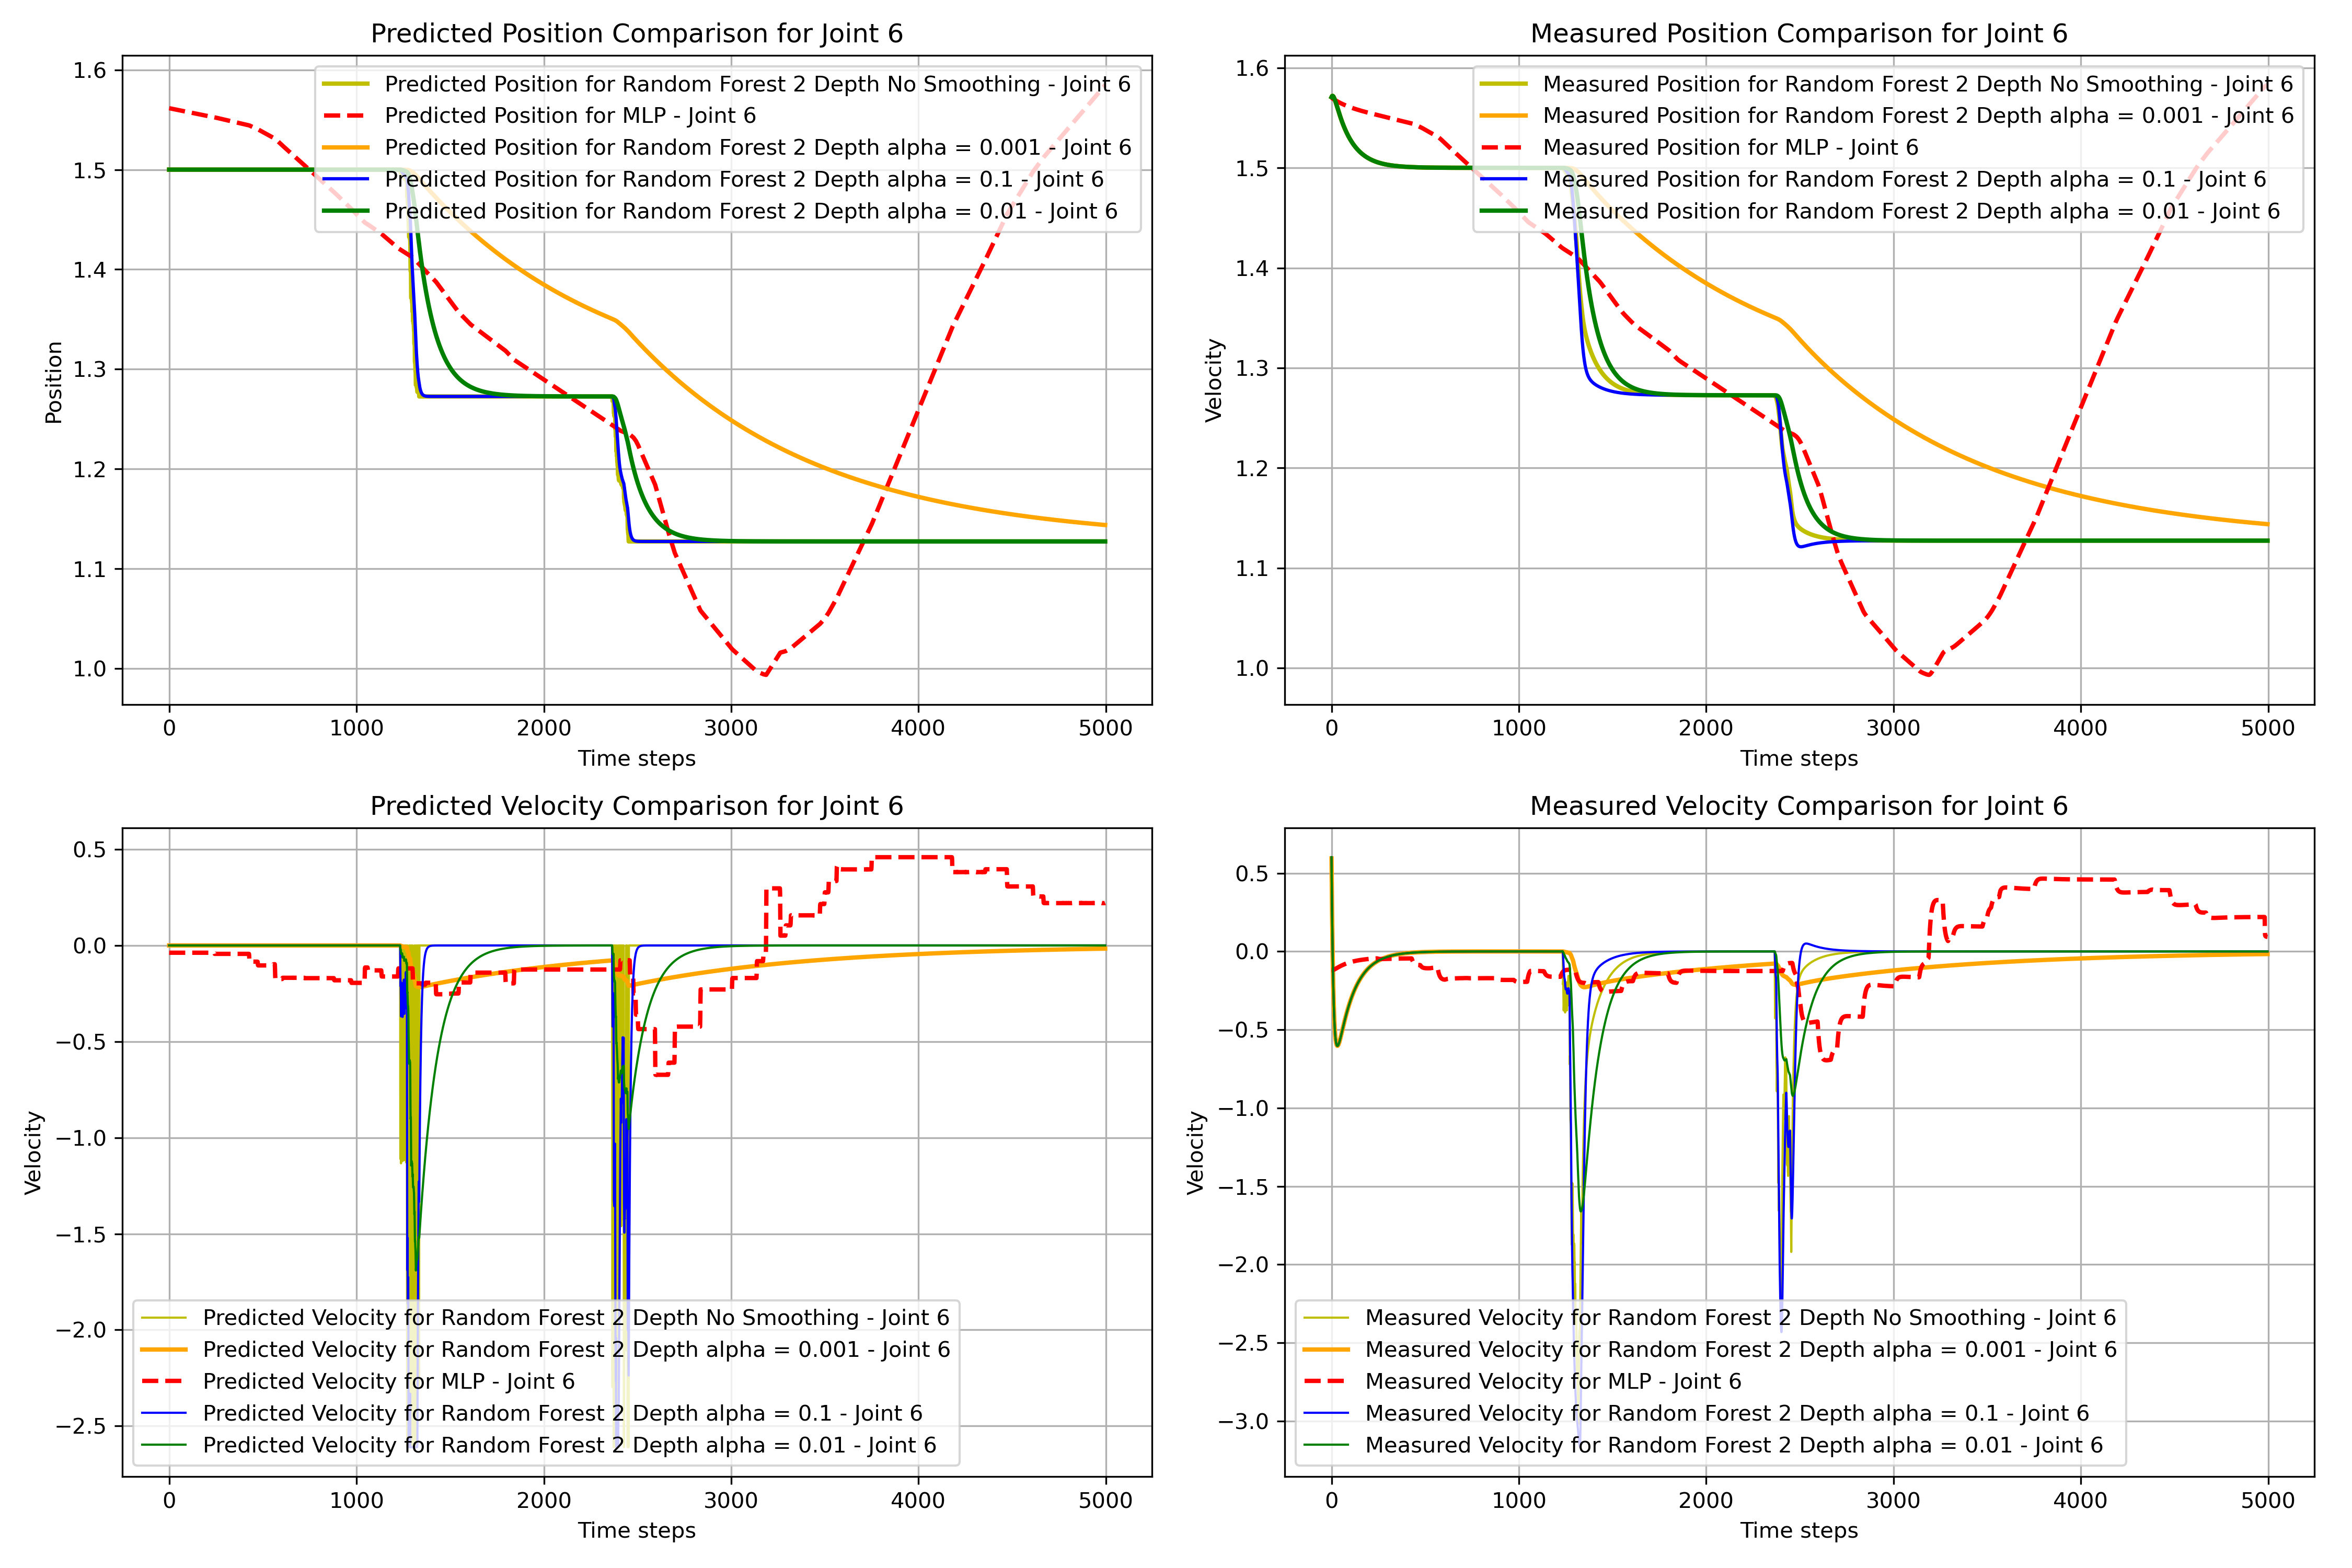 Predicted Position Comparison for Joint 6
1.6
1.5
1.4
1.3
1.2
1.1
1.0
Position
Predicted Position for Random Forest 2 Depth No Smoothing - Joint 6
Predicted Position for MLP - Joint 6
Predicted Position for Random Forest 2 Depth alpha = 0.001 - Joint 6
Predicted Position for Random Forest 2 Depth alpha = 0.1 - Joint 6
Predicted Position for Random Forest 2 Depth alpha = 0.01 - Joint 6
0 1000 2000 3000 4000 5000
Time steps
Measured Position Comparison for Joint 6
1.6
1.5
1.4
1.3
1.2
1.1
1.0
Velocity
Measured Position for Random Forest 2 Depth No Smoothing - Joint 6
Measured Position for Random Forest 2 Depth alpha = 0.001 - Joint 6
Measured Position for MLP - Joint 6
Measured Position for Random Forest 2 Depth alpha = 0.1 - Joint 6
Measured Position for Random Forest 2 Depth alpha = 0.01 - Joint 6
0 1000 2000 3000 4000 5000
Time steps
Predicted Velocity Comparison for Joint 6
0.5
0.0
−0.5
−1.0
−1.5
−2.0
−2.5
Velocity
Predicted Velocity for Random Forest 2 Depth No Smoothing - Joint 6
Predicted Velocity for Random Forest 2 Depth alpha = 0.001 - Joint 6
Predicted Velocity for MLP - Joint 6
Predicted Velocity for Random Forest 2 Depth alpha = 0.1 - Joint 6
Predicted Velocity for Random Forest 2 Depth alpha = 0.01 - Joint 6
0 1000 2000 3000 4000 5000
Time steps
Measured Velocity Comparison for Joint 6
0.5
0.0
−0.5
−1.0
−1.5
−2.0
−2.5
−3.0
Velocity
Measured Velocity for Random Forest 2 Depth No Smoothing - Joint 6
Measured Velocity for Random Forest 2 Depth alpha = 0.001 - Joint 6
Measured Velocity for MLP - Joint 6
Measured Velocity for Random Forest 2 Depth alpha = 0.1 - Joint 6
Measured Velocity for Random Forest 2 Depth alpha = 0.01 - Joint 6
0 1000 2000 3000 4000 5000
Time steps